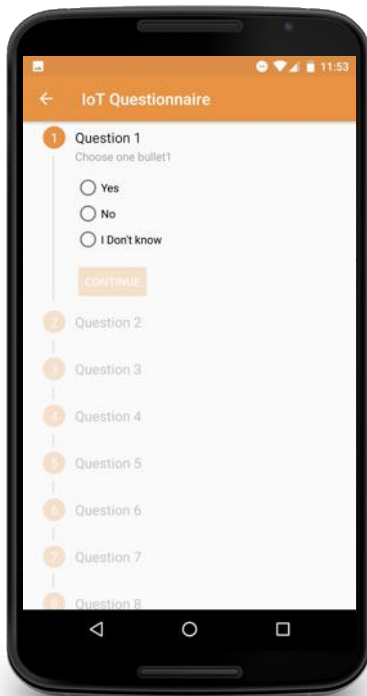 11:53
IoT Questionnaire
1 Question 1
Choose one bullet1
Yes
No
I Don't know
CONTINUE
2 Question 2
3 Question 3
4 Question 4
5 Question 5
6 Question 6
7 Question 7
8 Question 8